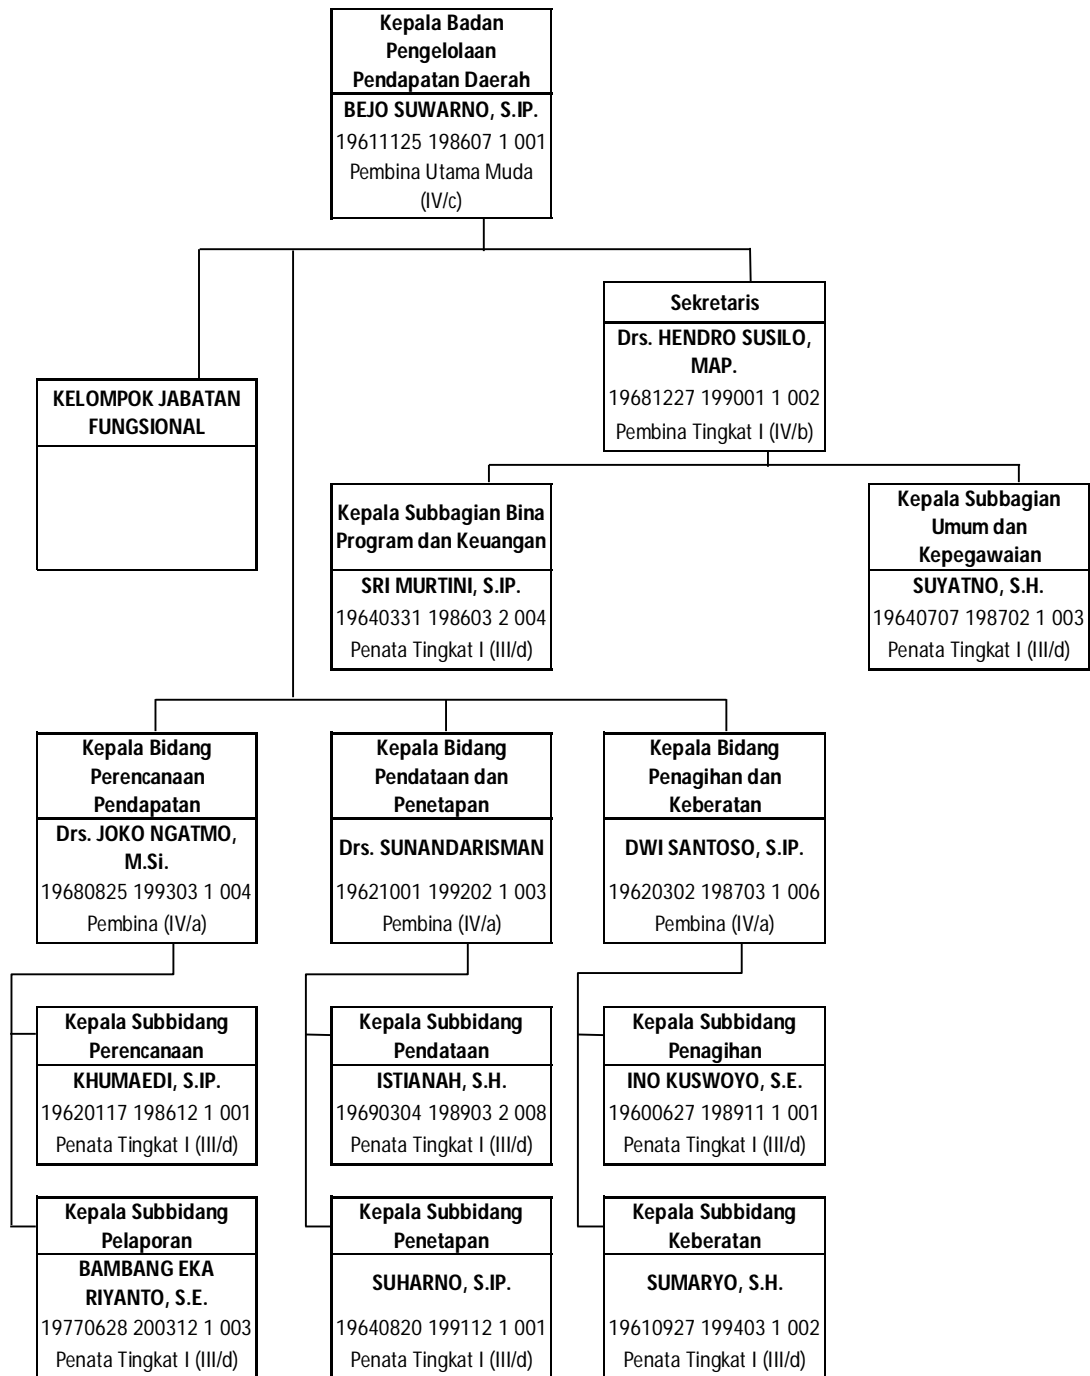 Kepala Badan
Pengelolaan
Pendapatan Daerah
BEJO SUWARNO, S.IP.
19611125 198607 1 001
Pembina Utama Muda
(IV/c)
Sekretaris
Drs. HENDRO SUSILO,
MAP.
19681227 199001 1 002
Pembina Tingkat I (IV/b)
KELOMPOK JABATAN
FUNGSIONAL
Kepala Subbagian Bina
Program dan Keuangan
SRI MURTINI, S.IP.
19640331 198603 2 004
Penata Tingkat I (III/d)
Kepala Subbagian
Umum dan
Kepegawaian
SUYATNO, S.H.
19640707 198702 1 003
Penata Tingkat I (III/d)
Kepala Bidang
Perencanaan
Pendapatan
Drs. JOKO NGATMO,
M.Si.
19680825 199303 1 004
Pembina (IV/a)
Kepala Bidang
Pendataan dan
Penetapan
Drs. SUNANDARISMAN
19621001 199202 1 003
Pembina (IV/a)
Kepala Bidang
Penagihan dan
Keberatan
DWI SANTOSO, S.IP.
19620302 198703 1 006
Pembina (IV/a)
Kepala Subbidang
Perencanaan
KHUMAEDI, S.IP.
19620117 198612 1 001
Penata Tingkat I (III/d)
Kepala Subbidang
Pendataan
ISTIANAH, S.H.
19690304 198903 2 008
Penata Tingkat I (III/d)
Kepala Subbidang
Penagihan
INO KUSWOYO, S.E.
19600627 198911 1 001
Penata Tingkat I (III/d)
Kepala Subbidang
Pelaporan
BAMBANG EKA
RIYANTO, S.E.
19770628 200312 1 003
Penata Tingkat I (III/d)
Kepala Subbidang
Penetapan
SUHARNO, S.IP.
19640820 199112 1 001
Penata Tingkat I (III/d)
Kepala Subbidang
Keberatan
SUMARYO, S.H.
19610927 199403 1 002
Penata Tingkat I (III/d)